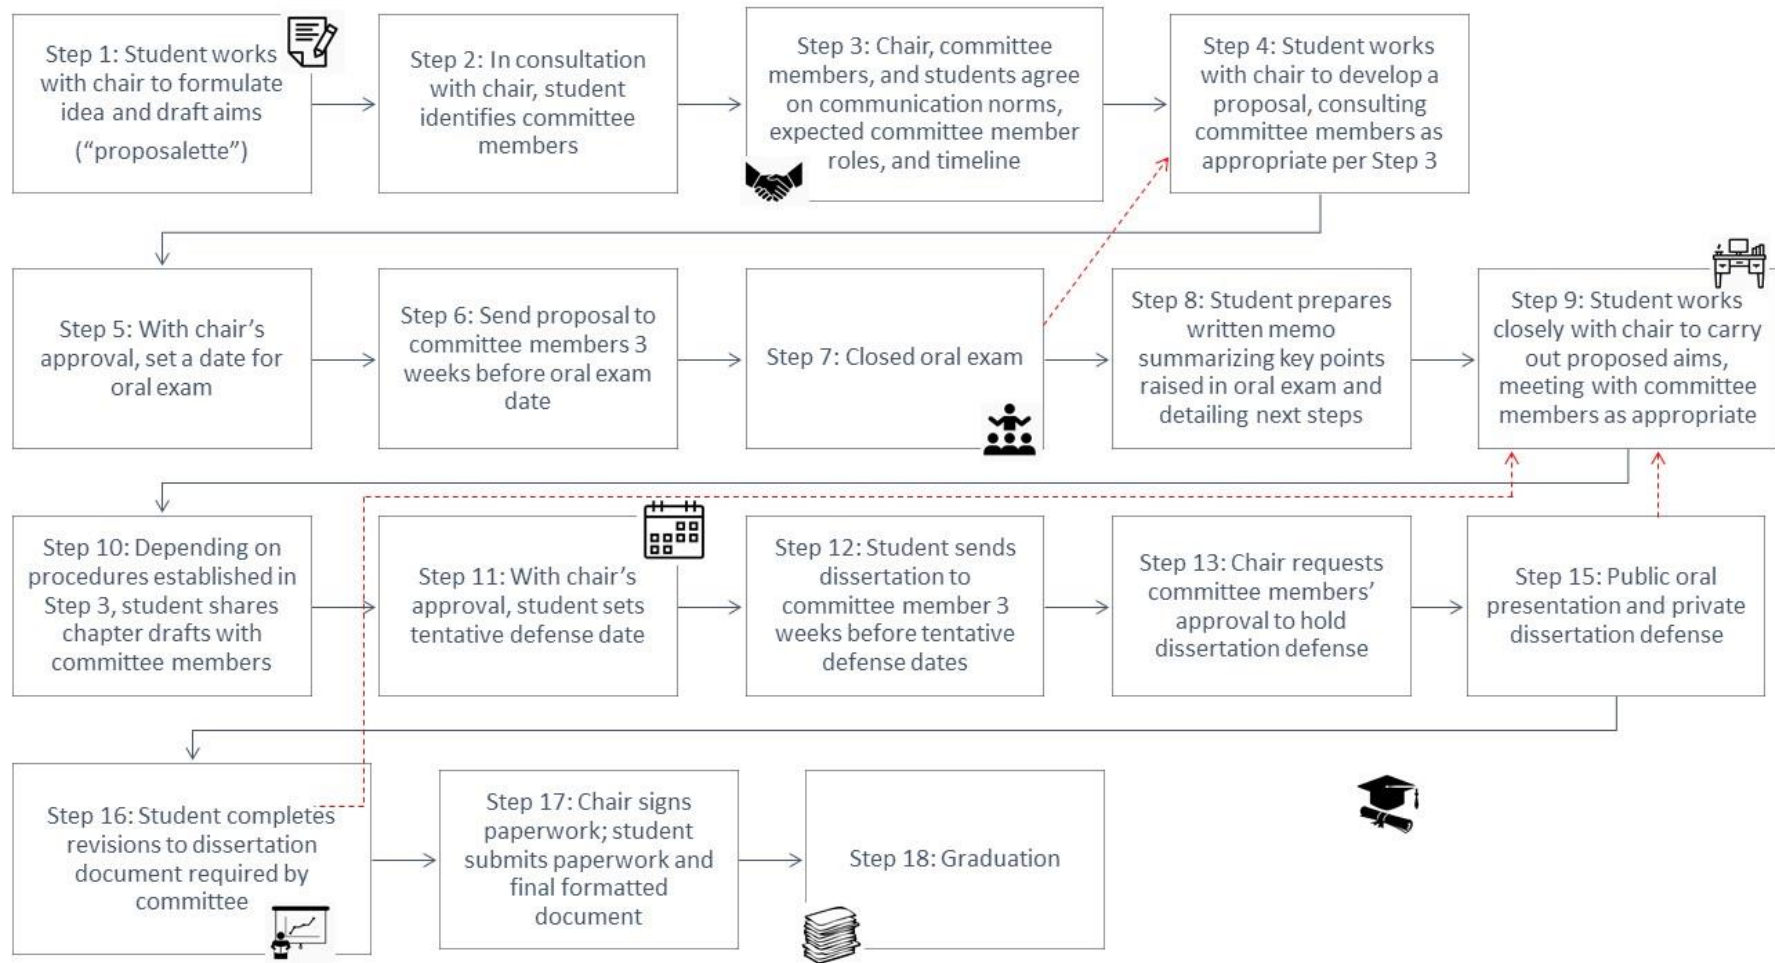 Step 1: Student works
with chair to formulate
idea and draft aims
(“proposalette”)
Step 2: In consultation
with chair, student
identifies committee
members
Step 3: Chair, committee
members, and students agree
on communication norms,
expected committee member
roles, and timeline
Step 4: Student works
with chair to develop a
proposal, consulting
committee members as
appropriate per Step 3
Step 5: With chair’s
approval, set a date for
oral exam
Step 6: Send proposal to
committee members 3
weeks before oral exam
date
Step 7: Closed oral exam
Step 8: Student prepares
written memo
summarizing key points
raised in oral exam and
detailing next steps
Step 9: Student works
closely with chair to carry
out proposed aims,
meeting with committee
members as appropriate
Step 10: Depending on
procedures established in
Step 3, student shares
chapter drafts with
committee members
Step 11: With chair’s
approval, student sets
tentative defense date
Step 12: Student sends
dissertation to
committee member 3
weeks before tentative
defense dates
Step 13: Chair requests
committee members’
approval to hold
dissertation defense
Step 15: Public oral
presentation and private
dissertation defense
Step 16: Student completes
revisions to dissertation
document required by
committee
Step 17: Chair signs
paperwork; student
submits paperwork and
final formatted
document
Step 18: Graduation